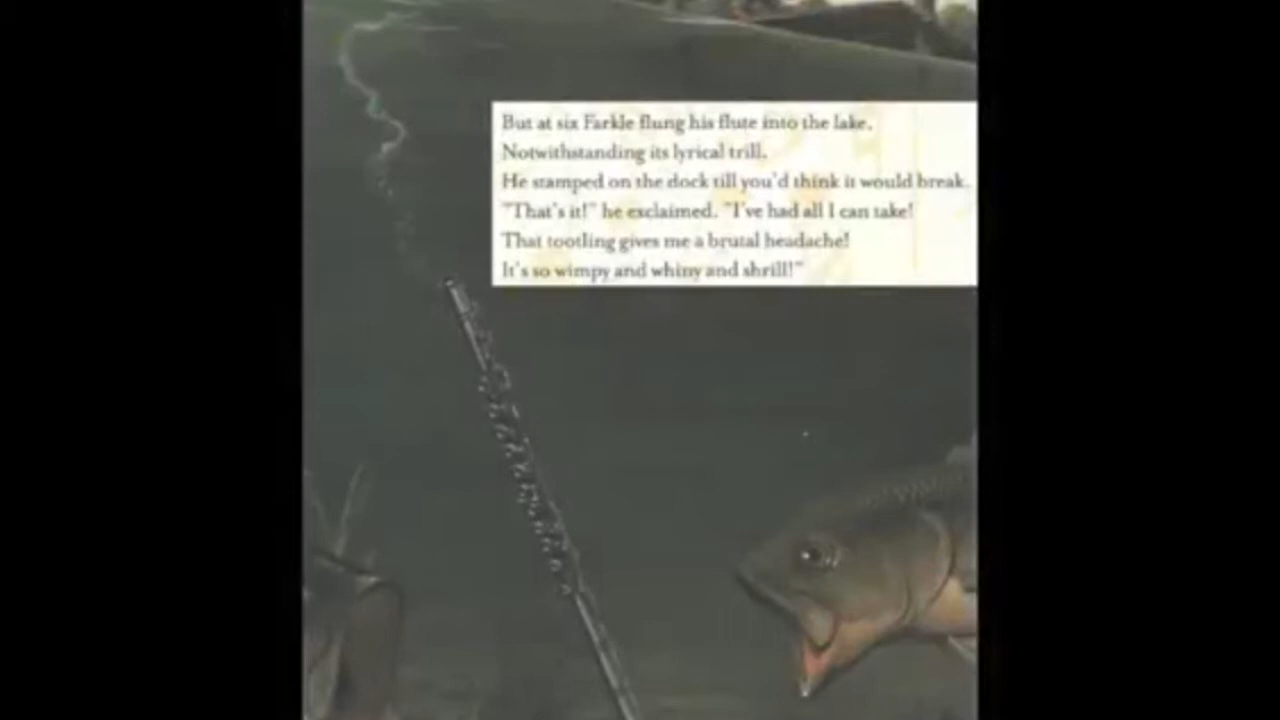 But at six Farkle flung his flute into the lake,
Notwithstanding its lyrical trill.
He stamped on the dock till you'd think it would break.
"That's it!" he exclaimed. "I've had all I can take!
That tootling gives me a brutal headache!
It's so wimpy and whiny and shrill!"